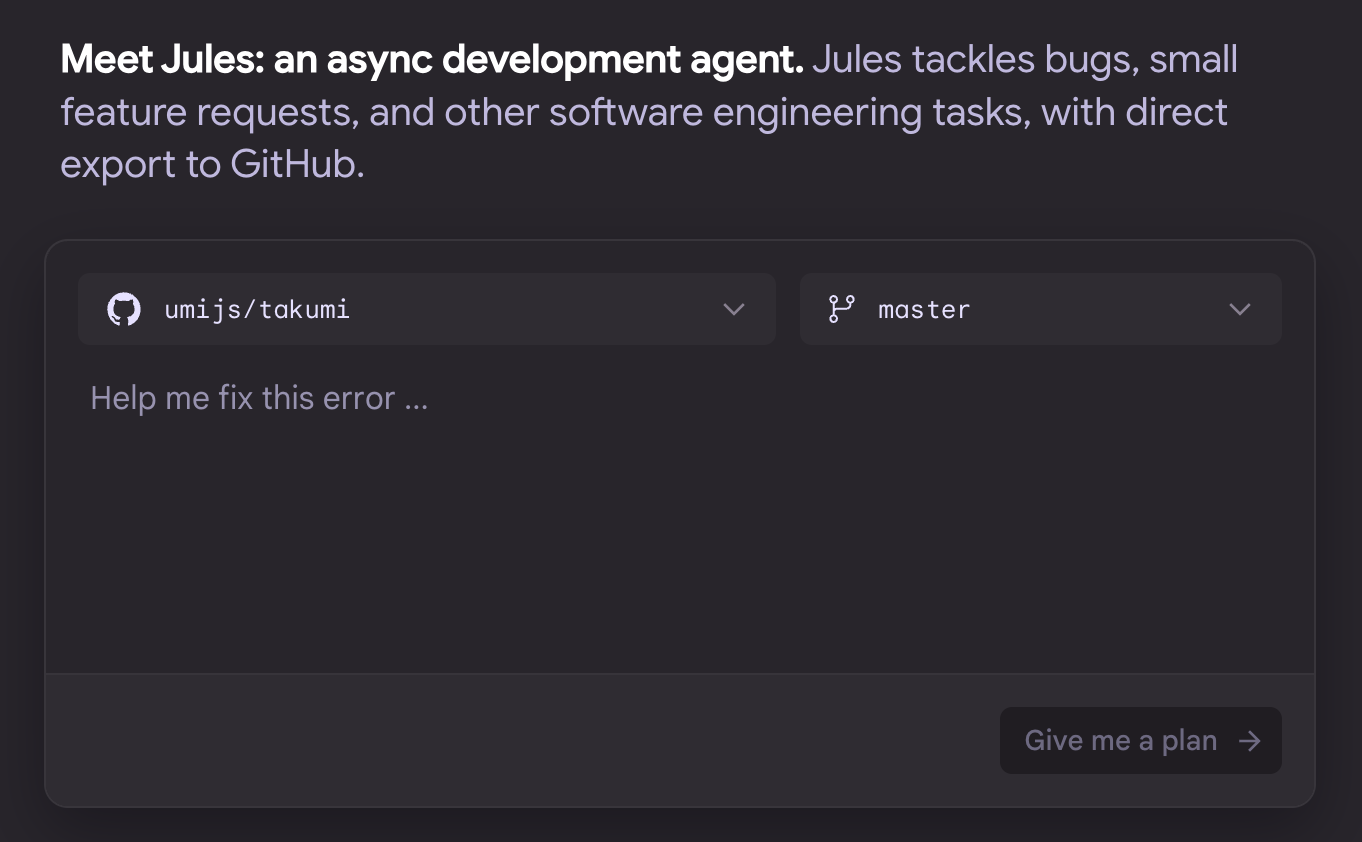 Meet Jules: an async development agent. Jules tackles bugs, small
feature requests, and other software engineering tasks, with direct
export to GitHub.
umijs/takumi
master
Help me fix this error ...
Give me a plan →